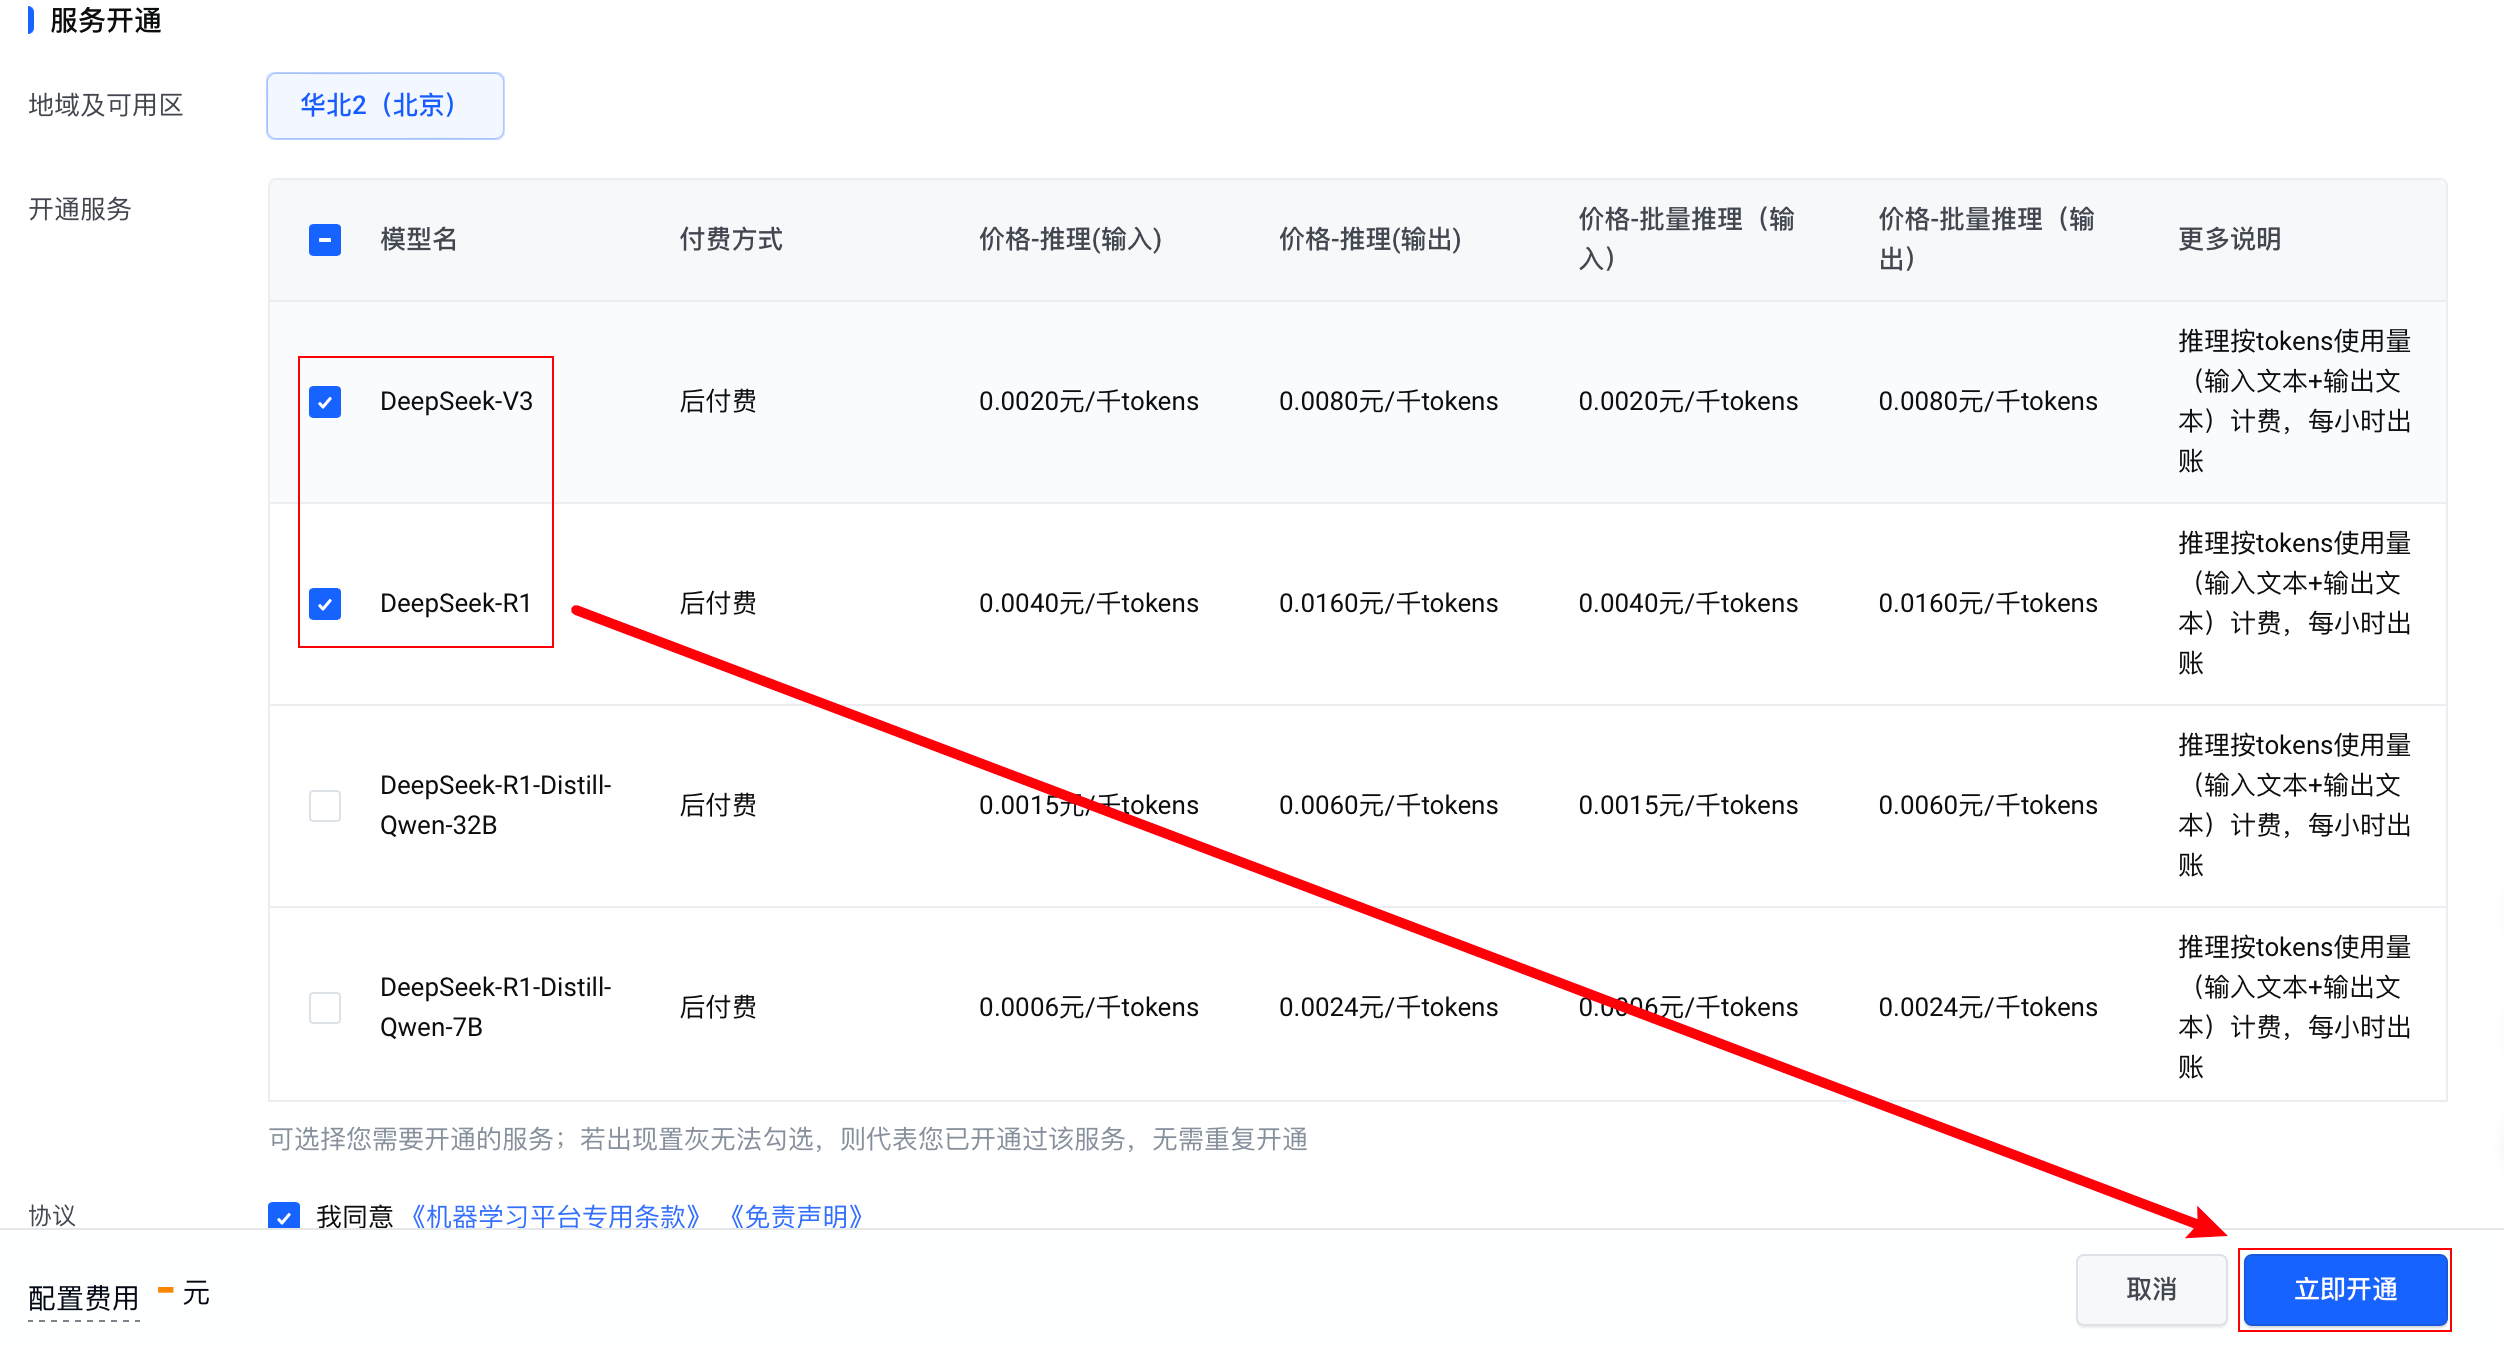 服务开通
地域及可用区
华北2（北京）
开通服务
模型名
付费方式
价格-推理(输入)
价格-推理(输出)
价格-批量推理（输
入）
价格-批量推理（输
出）
更多说明
DeepSeek-V3
后付费
0.0020元/千tokens
0.0080元/千tokens
0.0020元/千tokens
0.0080元/千tokens
推理按tokens使用量
（输入文本+输出文
本）计费，每小时出
账
DeepSeek-R1
后付费
0.0040元/千tokens
0.0160元/千tokens
0.0040元/千tokens
0.0160元/千tokens
推理按tokens使用量
（输入文本+输出文
本）计费，每小时出
账
DeepSeek-R1-Distill-
Qwen-32B
后付费
0.0015元/千tokens
0.0060元/千tokens
0.0015元/千tokens
0.0060元/千tokens
推理按tokens使用量
（输入文本+输出文
本）计费，每小时出
账
DeepSeek-R1-Distill-
Qwen-7B
后付费
0.0006元/千tokens
0.0024元/千tokens
0.0006元/千tokens
0.0024元/千tokens
推理按tokens使用量
（输入文本+输出文
本）计费，每小时出
账
可选择您需要开通的服务；若出现置灰无法勾选，则代表您已开通过该服务，无需重复开通
协议
我同意 《机器学习平台专用条款》 《免责声明》
配置费用 - 元
取消
立即开通